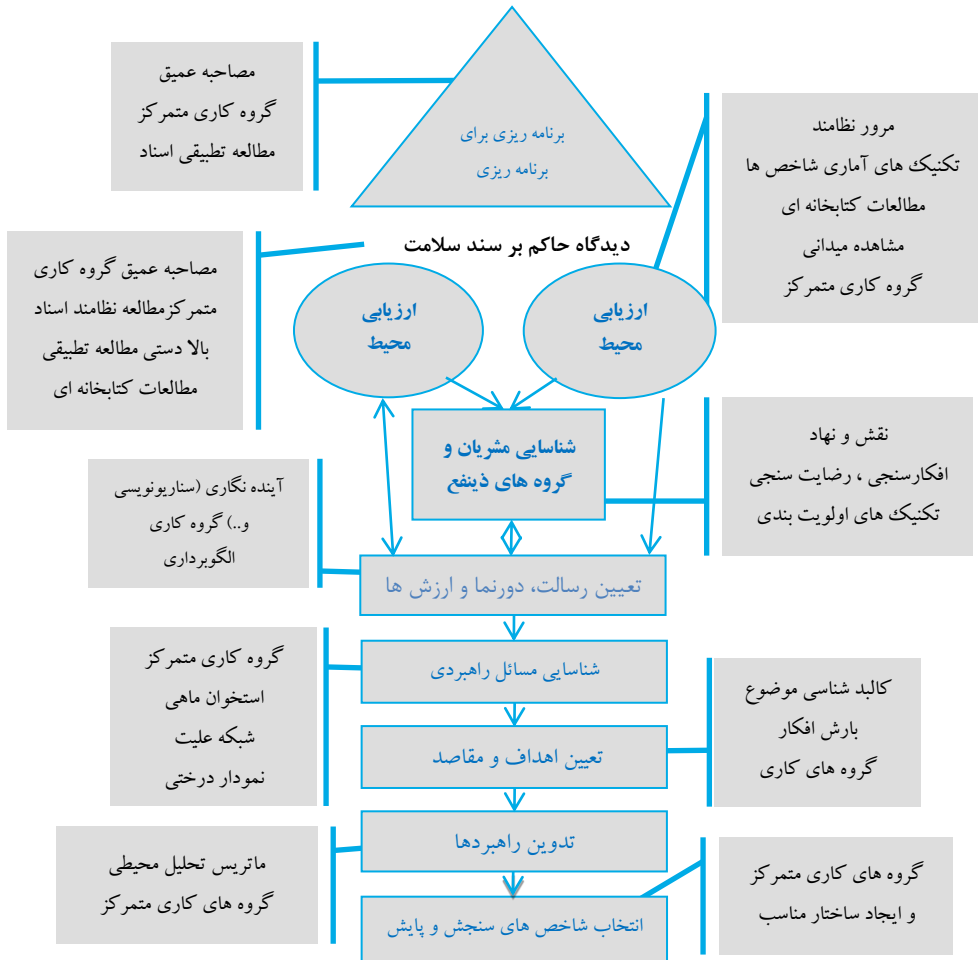 مصاحبه عمیق
گروه کاری متمرکز
مطالعه تطبیقی اسناد
برنامه ریزی برای
برنامه ریزی
مرور نظامند
تکنیک های آماری شاخص ها
مطالعات کتابخانه ای
مشاهده میدانی
گروه کاری متمرکز
دیدگاه حاکم بر سند سلامت
مصاحبه عمیق گروه کاری
متمرکزمطالعه نظامند اسناد
بالا دستی مطالعه تطبیقی
مطالعات کتابخانه ای
ارزیابی
محیط
ارزیابی
محیط
شناسایی مشریان و
گروه های ذینفع
نقش و نهاد
افکارسنجی ، رضایت سنجی
تکنیک های اولویت بندی
آینده نگاری (سناریونویسی
و..) گروه کاری
الگوبرداری
تعیین رسالت، دورنما و ارزش ها
شناسایی مسائل راهبردی
گروه کاری متمرکز
استخوان ماهی
شبکه علیت
نمودار درختی
تعیین اهداف و مقاصد
کالبد شناسی موضوع
بارش افکار
گروه های کاری
تدوین راهبردها
ماتریس تحلیل محیطی
گروه های کاری متمرکز
انتخاب شاخص های سنجش و پایش
گروه های کاری متمرکز
و ایجاد ساختار مناسب